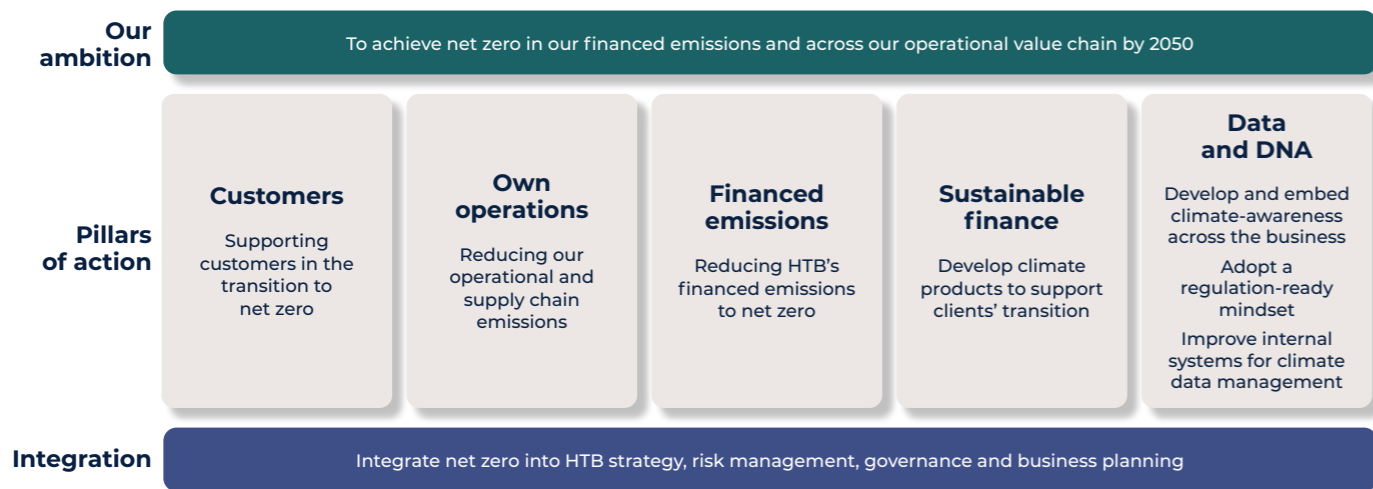 Our
ambition
To achieve net zero in our financed emissions and across our operational value chain by 2050
Pillars
of action
Customers
Supporting
customers in the
transition to
net zero
Own
operations
Reducing our
operational and
supply chain
emissions
Financed
emissions
Reducing HTB's
financed emissions
to net zero
Sustainable
finance
Develop climate
products to support
clients' transition
Data
and DNA
Develop and embed
climate-awareness
across the business
Adopt a
regulation-ready
mindset
Improve internal
systems for climate
data management
Integration
Integrate net zero into HTB strategy, risk management, governance and business planning